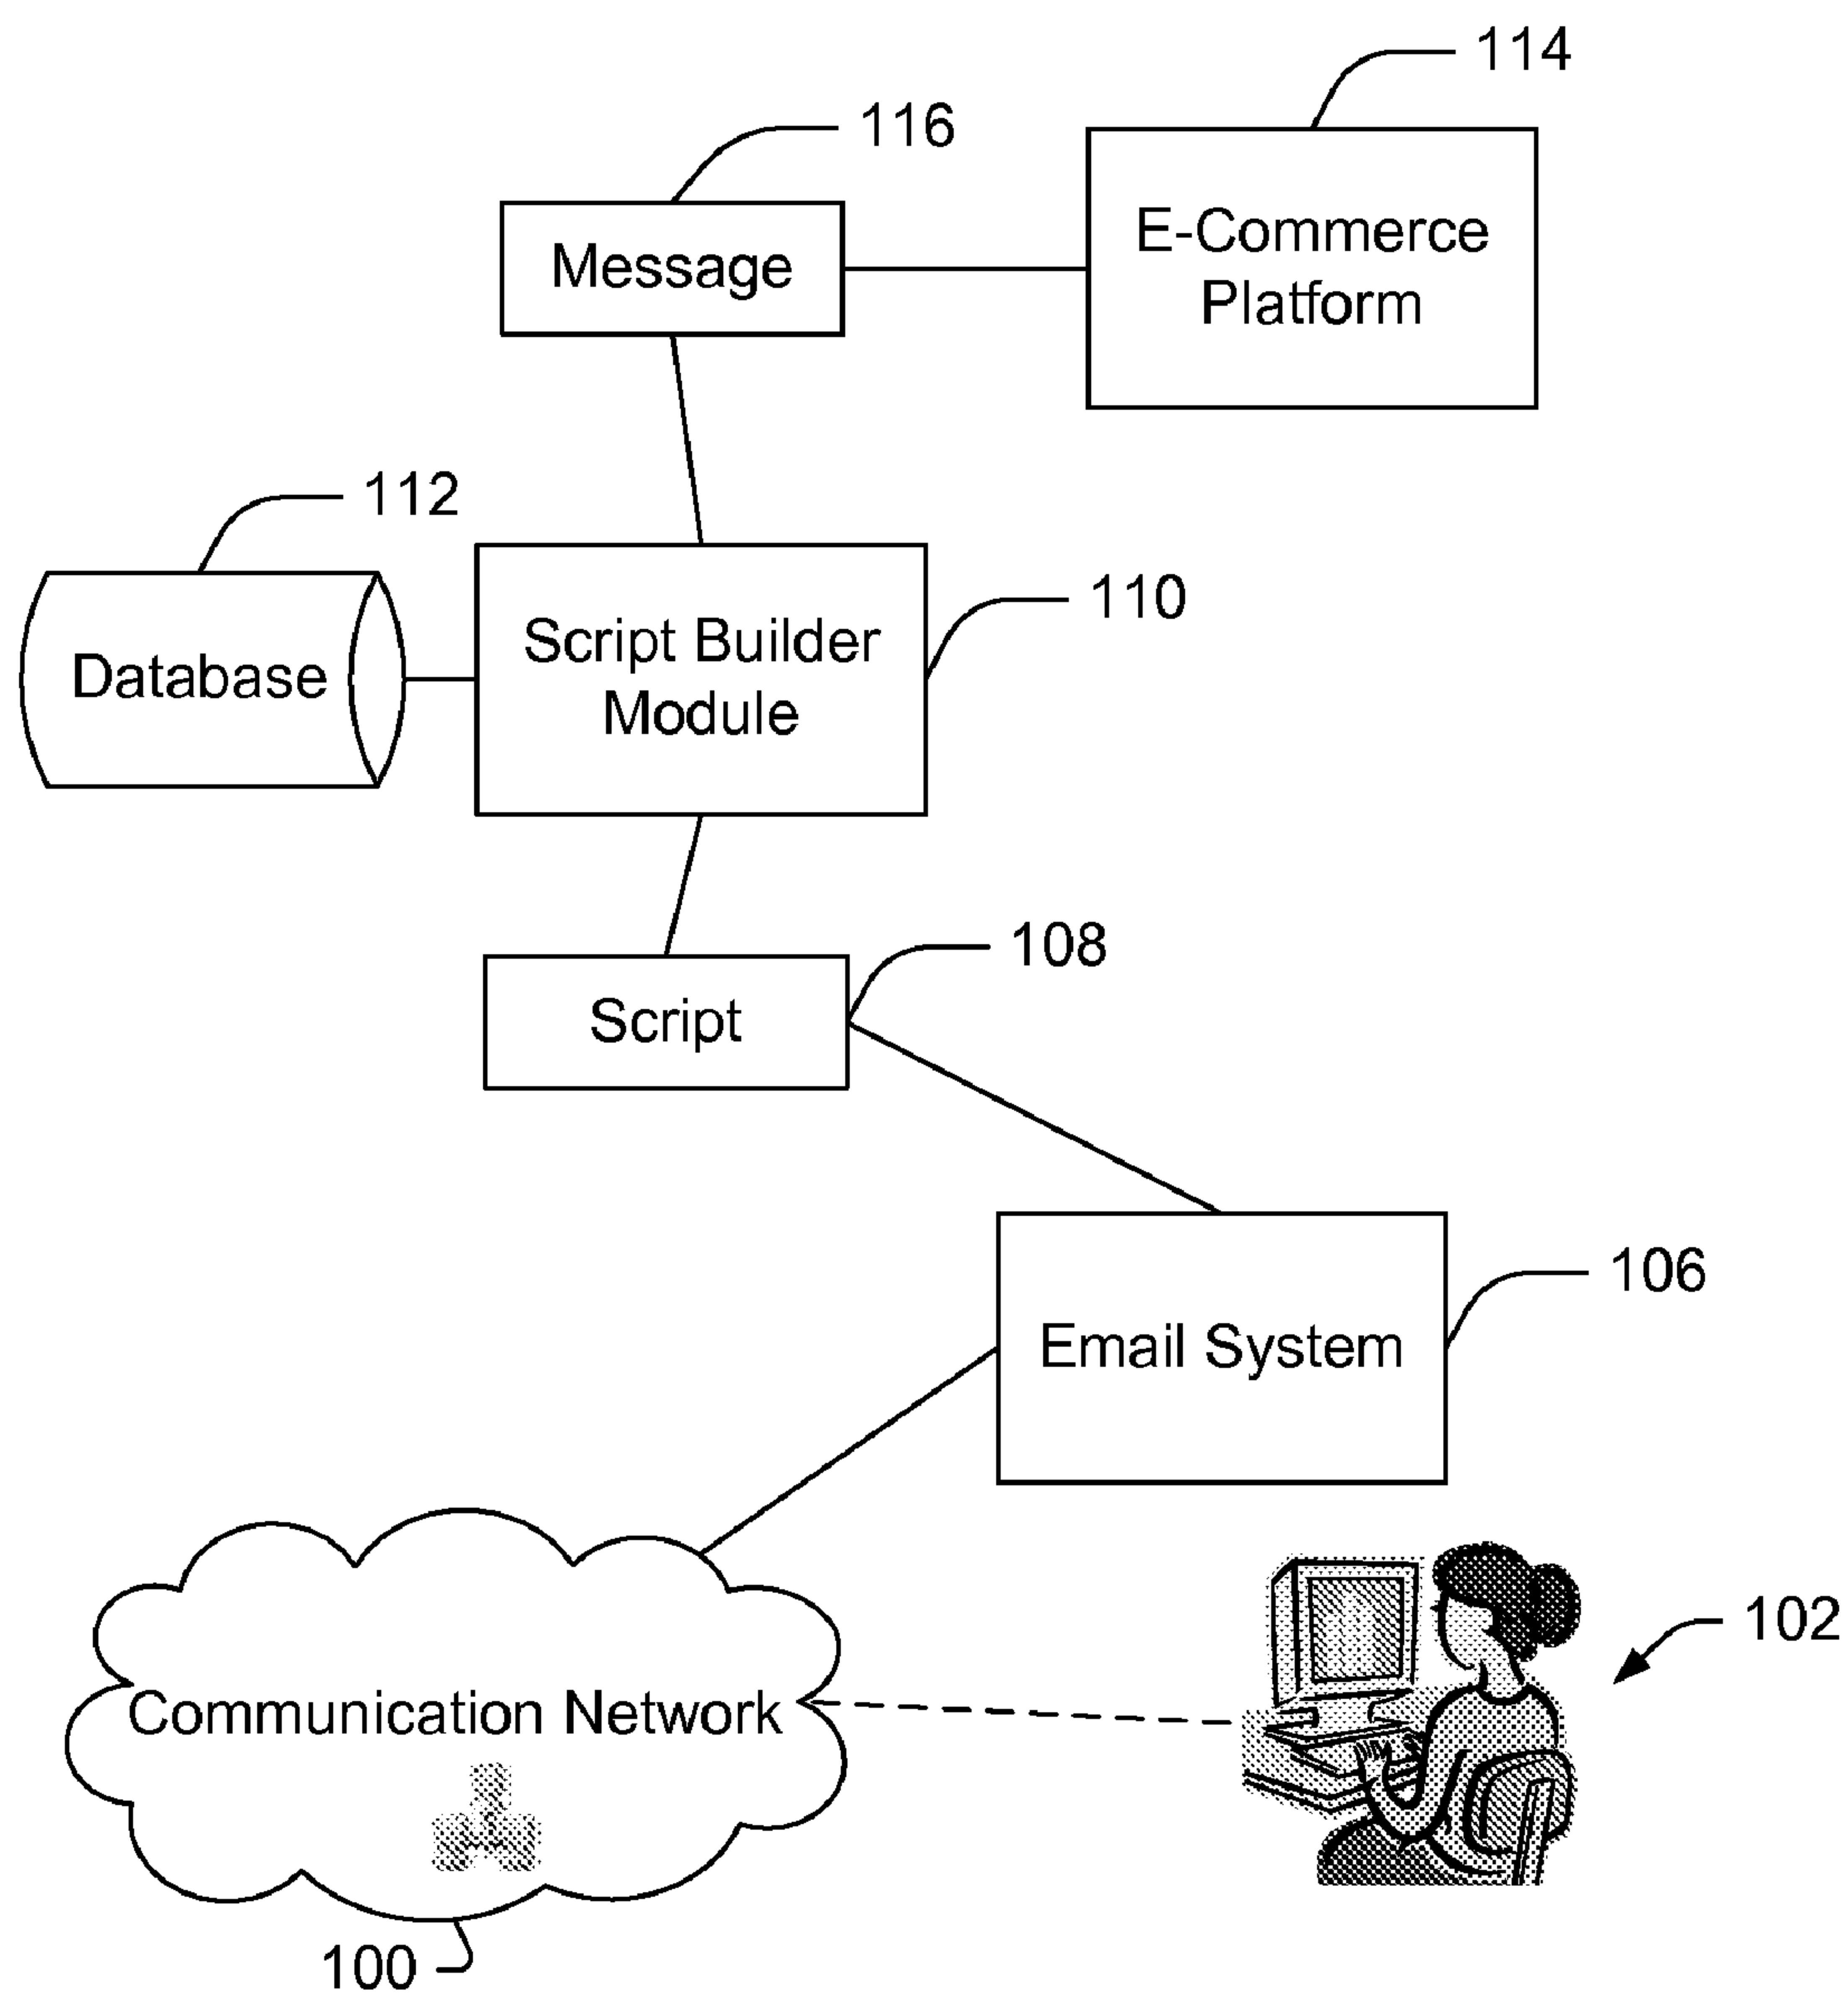 114
116
E-Commerce
Platform
Message
112
110
Script Builder
Module
Database
108
Script
106
Email System
102
Communication Network
100